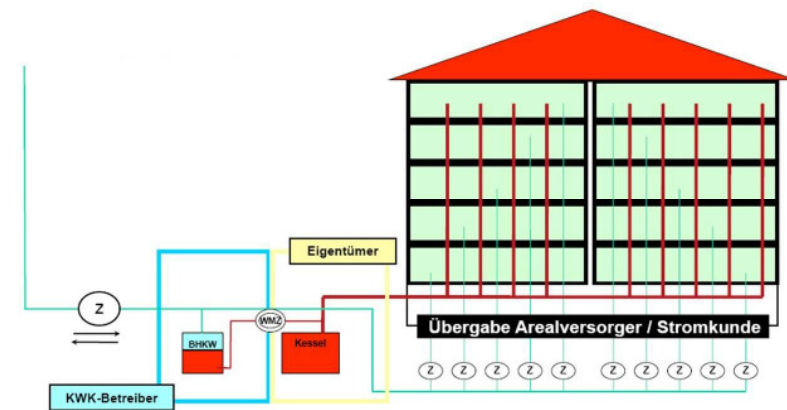 Eigentümer
Z
WMZ
BHKW
Kessel
Übergabe Arealversorger / Stromkunde
Z Z Z Z Z Z Z Z Z Z
KWK-Betreiber